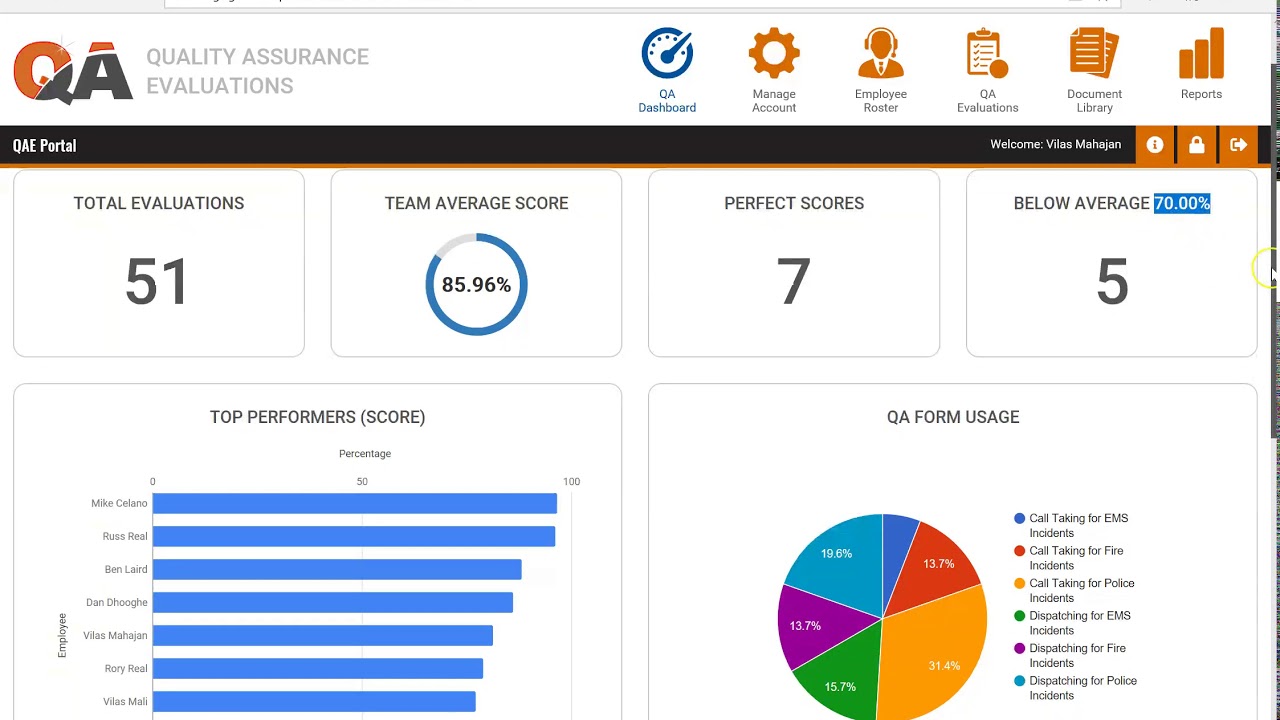 QA
QUALITY ASSURANCE
EVALUATIONS
QA
Dashboard
Manage
Account
Employee
Roster
QA
Evaluations
Document
Library
Reports
QAE Portal
Welcome: Vilas Mahajan
TOTAL EVALUATIONS
51
TEAM AVERAGE SCORE
85.96%
PERFECT SCORES
7
BELOW AVERAGE 70.00%
5
TOP PERFORMERS (SCORE)
Percentage
0 50 100
Employee
Mike Celano
Russ Real
Ben Laird
Dan Dhooghe
Vilas Mahajan
Rory Real
Vilas Mali
QA FORM USAGE
19.6%
13.7%
13.7%
31.4%
15.7%
Call Taking for EMS
Incidents
Call Taking for Fire
Incidents
Call Taking for Police
Incidents
Dispatching for EMS
Incidents
Dispatching for Fire
Incidents
Dispatching for Police
Incidents